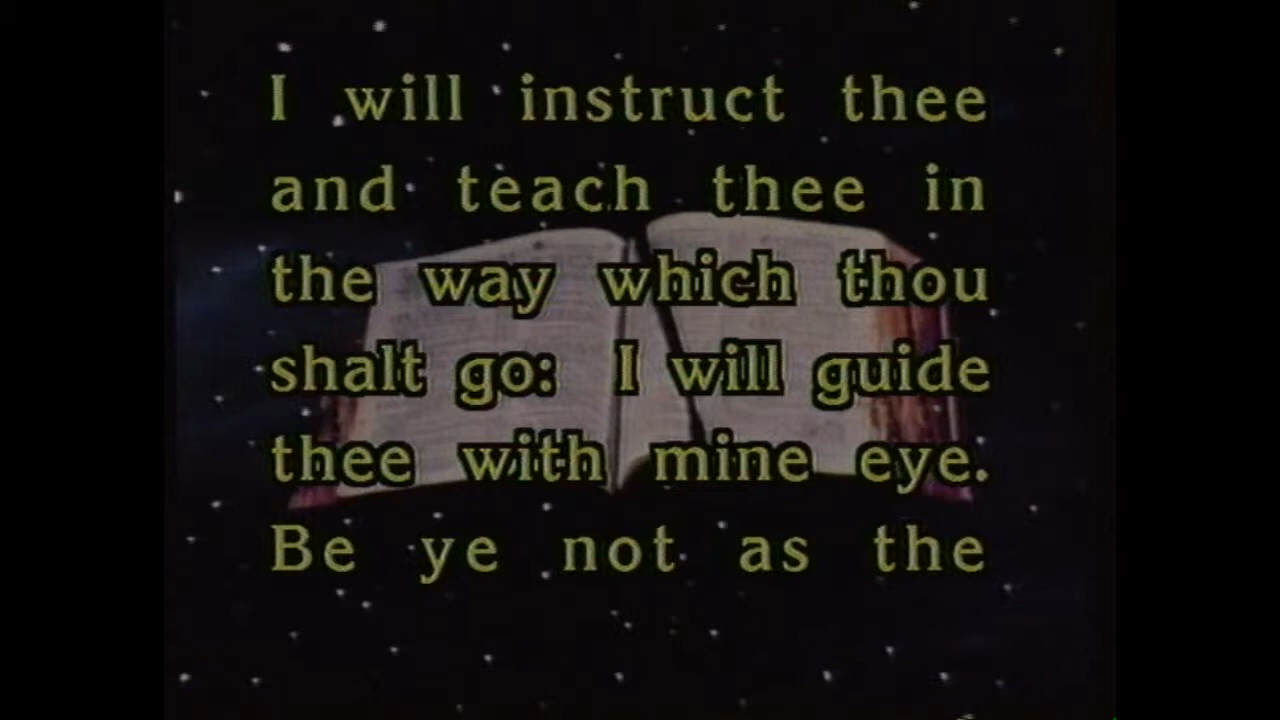 I will instruct thee
and teach thee in
the way which thou
shalt go: I will guide
thee with mine eye.
Be ye not as the